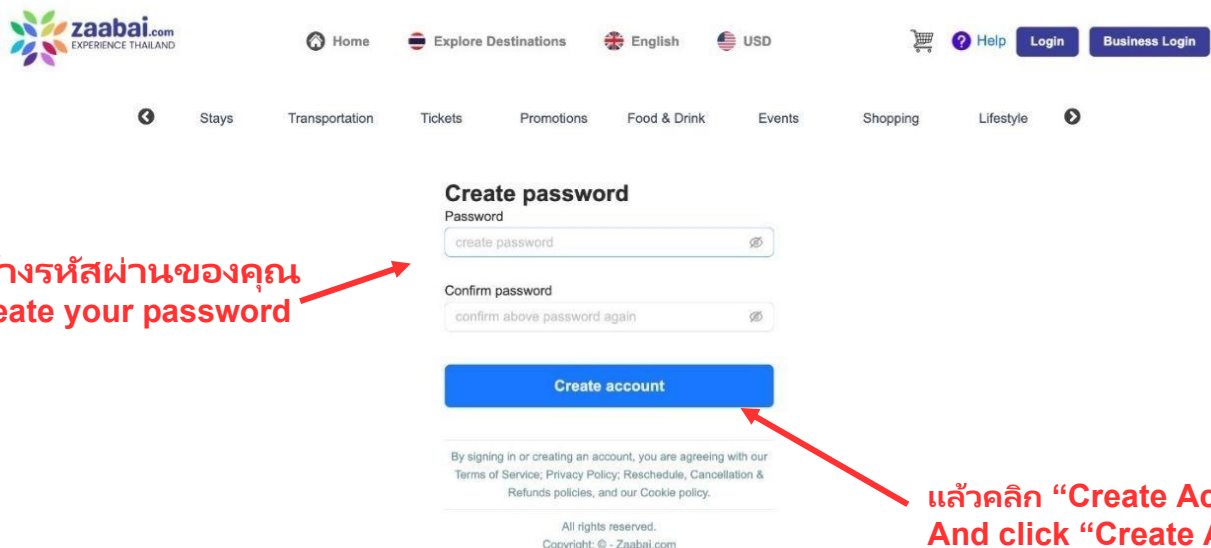 zaabai.com
EXPERIENCE THAILAND
Home Explore Destinations English USD Help Login Business Login
Stays Transportation Tickets Promotions Food & Drink Events Shopping Lifestyle
Create password
Password
create password
างรหัสผ่านของคุณ
eate your password
Confirm password
confirm above password again
Create account
By signing in or creating an account, you are agreeing with our
Terms of Service; Privacy Policy; Reschedule, Cancellation &
Refunds policies, and our Cookie policy.
แล้วคลิก “Create Ac
And click “Create A
All rights reserved.
Copyright: © - Zaabai.com